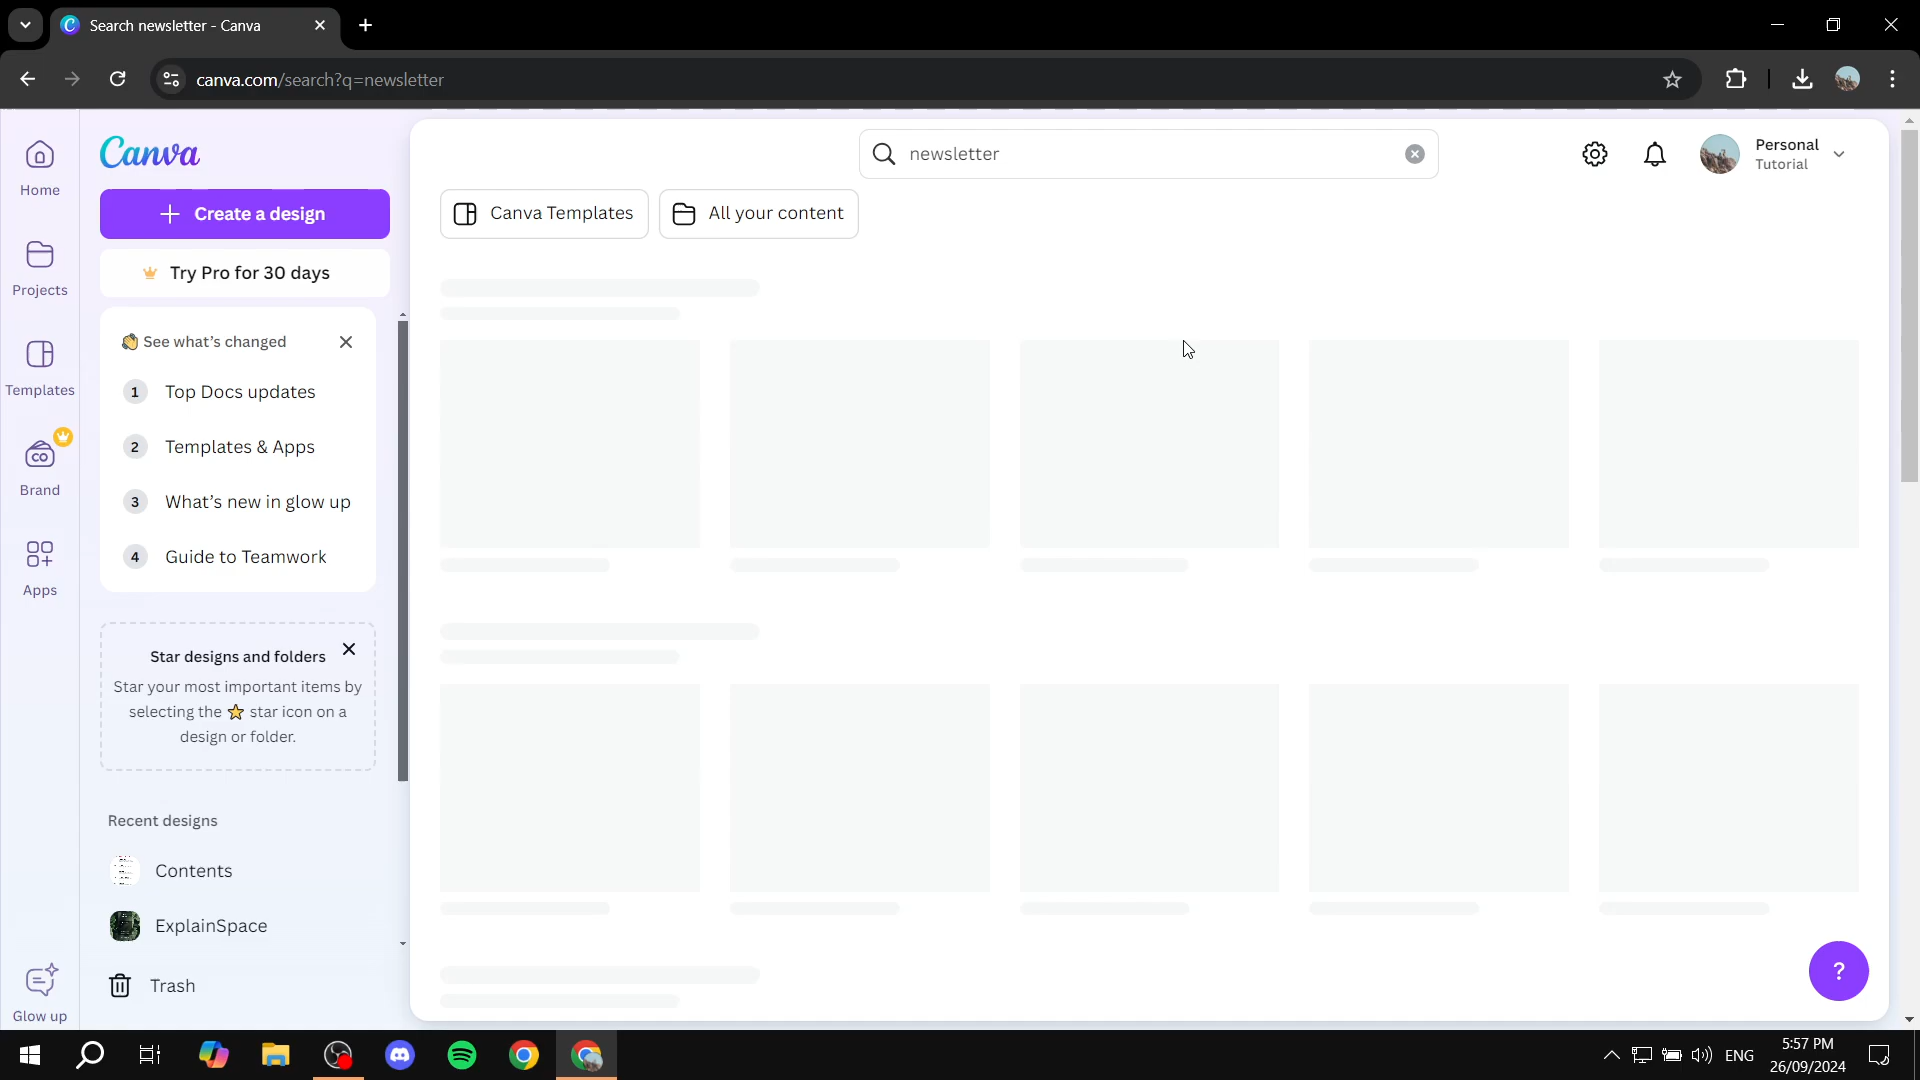 Search newsletter - Canva
canva.com/search?q=newsletter
Home
Projects
Templates
Brand
Apps
Glow up
Canva
Create a design
Try Pro for 30 days
See what's changed
1 Top Docs updates
2 Templates & Apps
3 What's new in glow up
4 Guide to Teamwork
Star designs and folders
Star your most important items by
selecting the ⭐ star icon on a
design or folder.
Recent designs
Contents
ExplainSpace
Trash
newsletter
Personal
Tutorial
Canva Templates
All your content
?
ENG
5:57 PM
26/09/2024